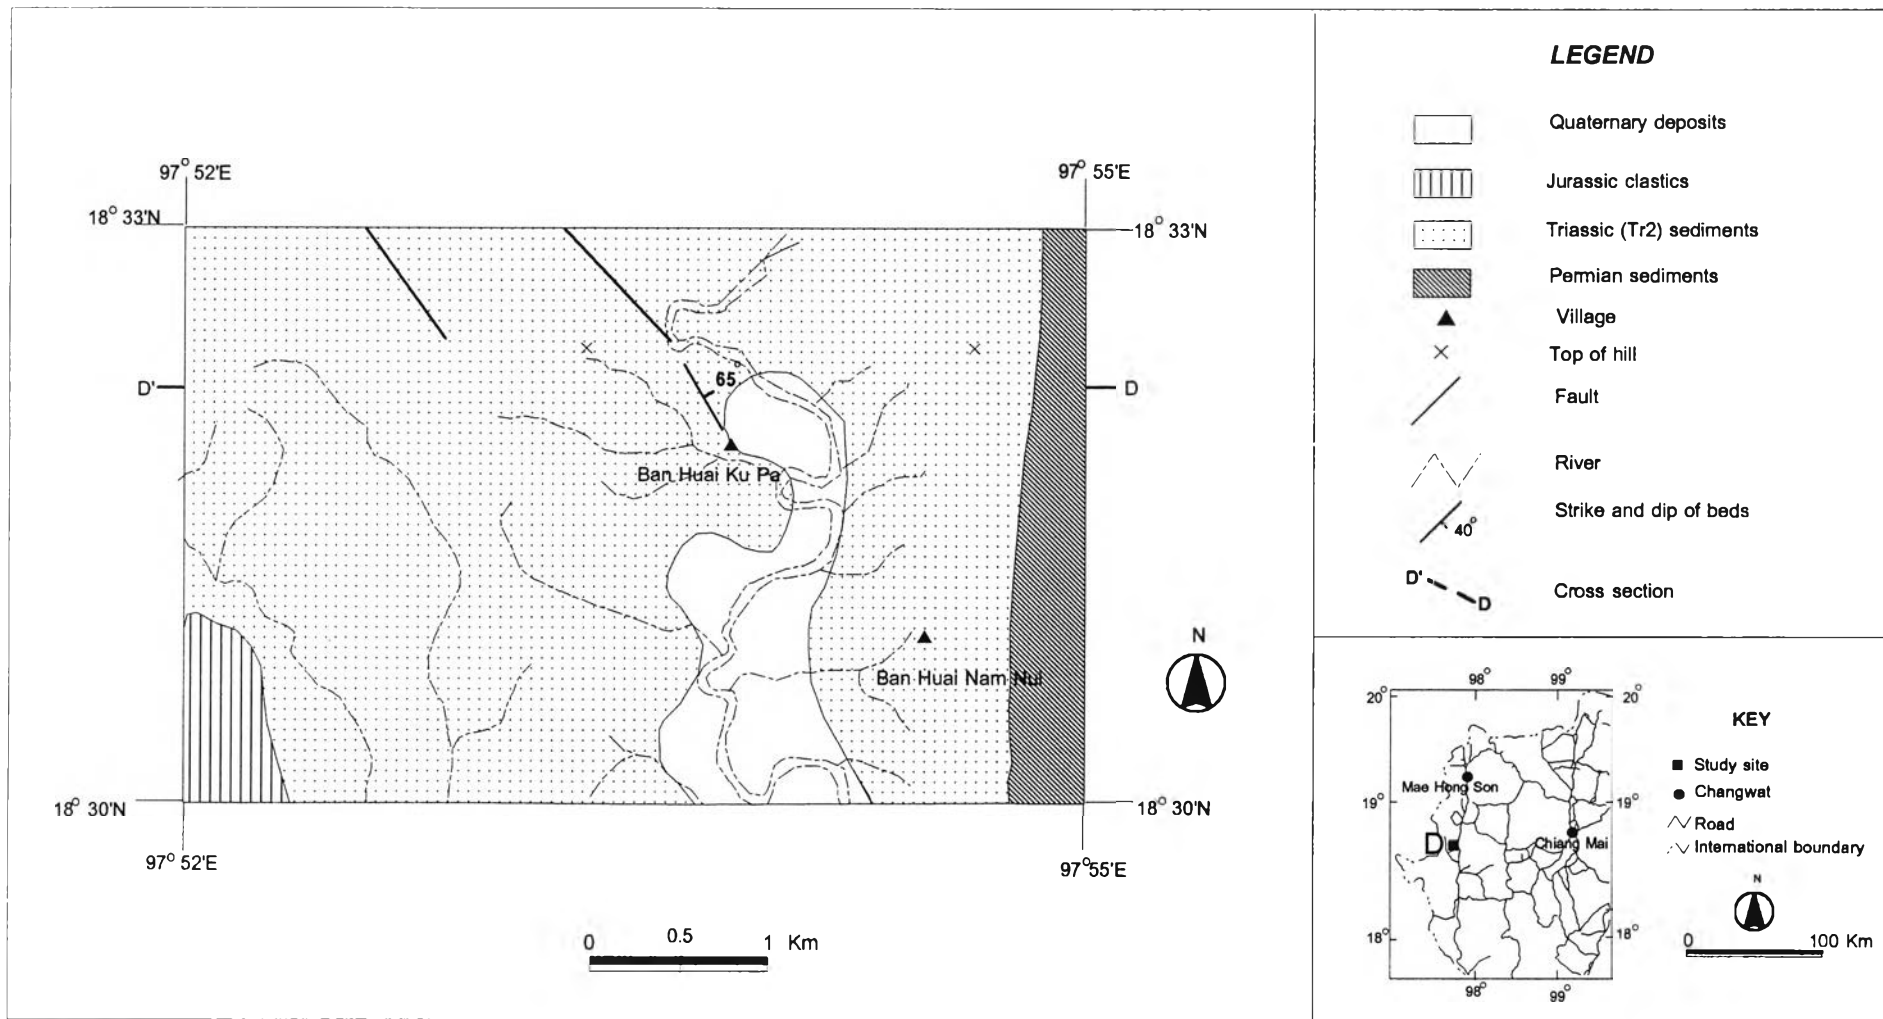 97° 52'E
97° 55'E
18° 33'N
18° 33'N
D'
D
65°
Ban Huai Ku Pa
Ban Huai Nam Nui
N
18° 30'N
18° 30'N
97° 52'E
97° 55'E
0 0.5 1 Km
LEGEND
Quaternary deposits
Jurassic clastics
Triassic (Tr2) sediments
Permian sediments
Village
Top of hill
Fault
River
Strike and dip of beds
40°
Cross section
D'
D
98° 99°
20° 20°
Mae Hong Son
19° 19°
D
Chiang Mai
18° 18°
98° 99°
KEY
Study site
Changwat
Road
International boundary
N
0 100 Km